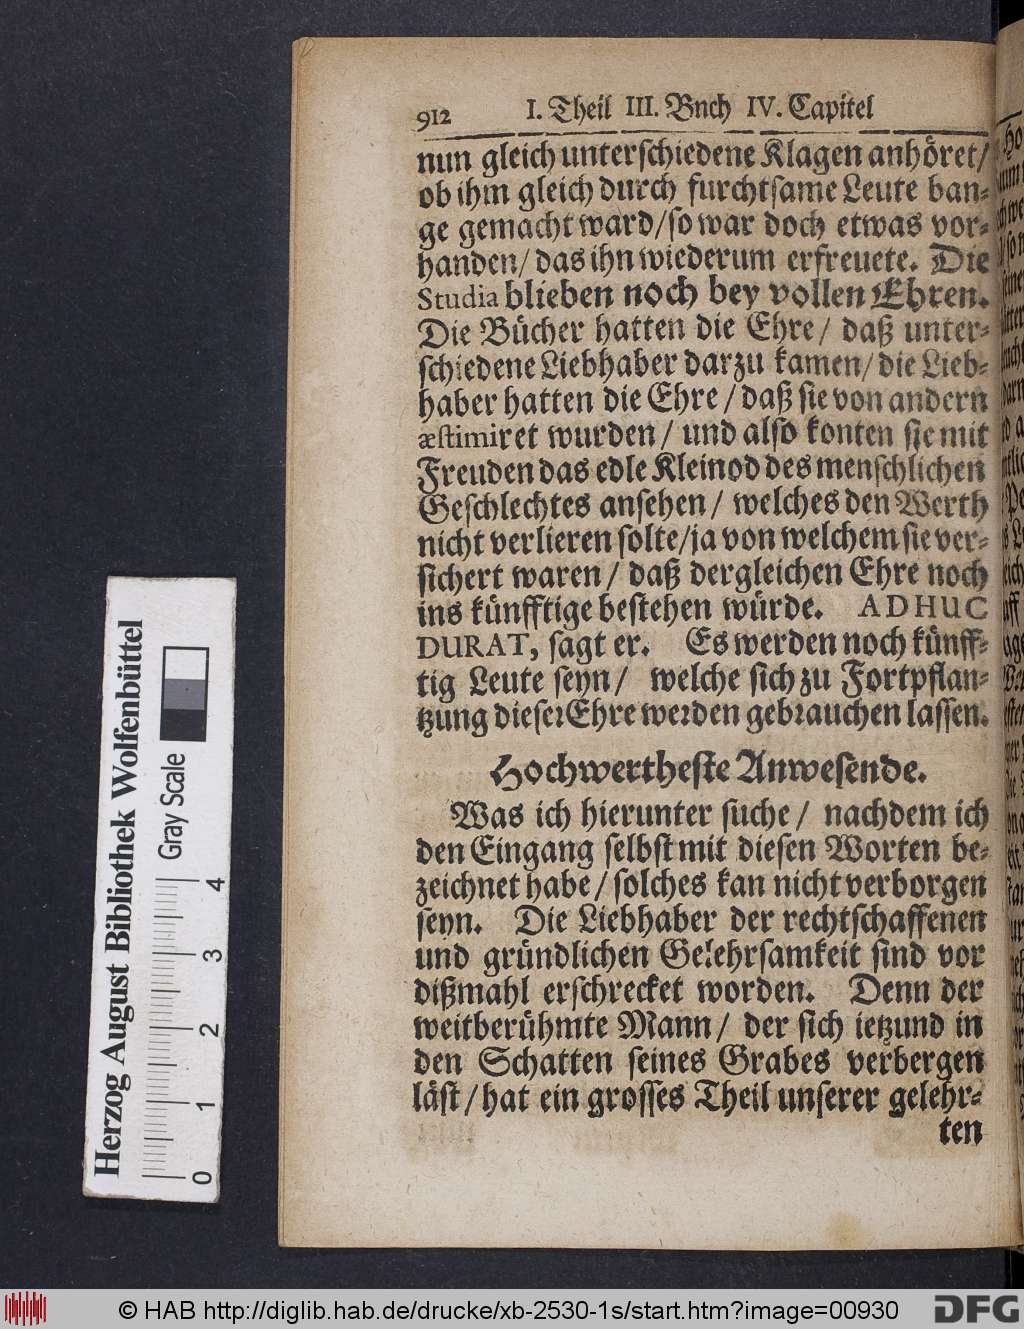 912 I. Theil III. Bnch IV. Capitel
nun gleich unterschiedene Klagen anhöret/
ob ihm gleich durch furchtsame Leute ban-
ge gemacht ward/ so war doch etwas vor-
handen/ das ihn wiederum erfreuete. Die
Studia blieben noch bey vollen Ehren.
Die Bücher hatten die Ehre/ daß unter-
schiedene Liebhaber darzu kamen/ die Lieb-
haber hatten die Ehre/ daß sie von andern
æstimiret wurden/ und also konten sie mit
Freuden das edle Kleinod des menschlichen
Geschlechtes ansehen/ welches den Werth
nicht verlieren solte/ ja von welchem sie ver-
sichert waren/ daß dergleichen Ehre noch
ins künfftige bestehen würde. ADHUC
DURAT, sagt er. Es werden noch künff-
tig Leute seyn/ welche sich zu Fortpflan-
tzung dieser Ehre werden gebrauchen lassen.
Hochwertheste Anwesende.
Was ich hierunter suche/ nachdem ich
den Eingang selbst mit diesen Worten be-
zeichnet habe/ solches kan nicht verborgen
seyn. Die Liebhaber der rechtschaffenen
und gründlichen Gelehrsamkeit sind vor
dißmahl erschrecket worden. Denn der
weitberühmte Mann/ der sich ietzund in
den Schatten seines Grabes verbergen
läst/ hat ein grosses Theil unserer gelehr-
ten
Herzog August Bibliothek Wolfenbüttel
Gray Scale
0 1 2 3 4
© HAB http://diglib.hab.de/drucke/xb-2530-1s/start.htm?image=00930
DFG